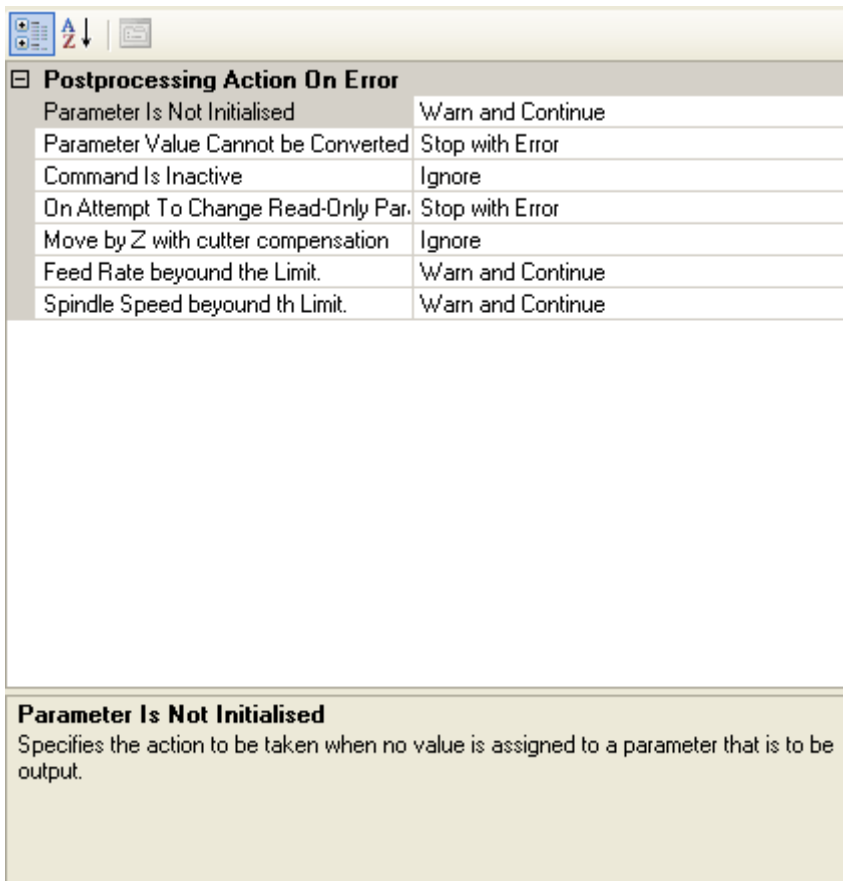 Postprocessing Action On Error
Parameter Is Not Initialised Warn and Continue
Parameter Value Cannot be Converted Stop with Error
Command Is Inactive Ignore
On Attempt To Change Read-Only Par. Stop with Error
Move by Z with cutter compensation Ignore
Feed Rate beyound the Limit. Warn and Continue
Spindle Speed beyound th Limit. Warn and Continue
Parameter Is Not Initialised
Specifies the action to be taken when no value is assigned to a parameter that is to be
output.